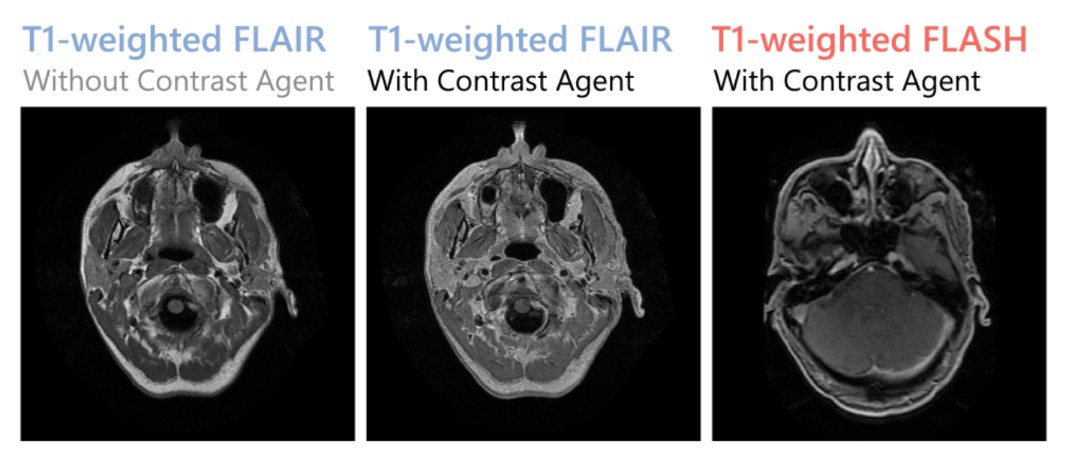 T1-weighted FLAIR
Without Contrast Agent
T1-weighted FLAIR
With Contrast Agent
T1-weighted FLASH
With Contrast Agent